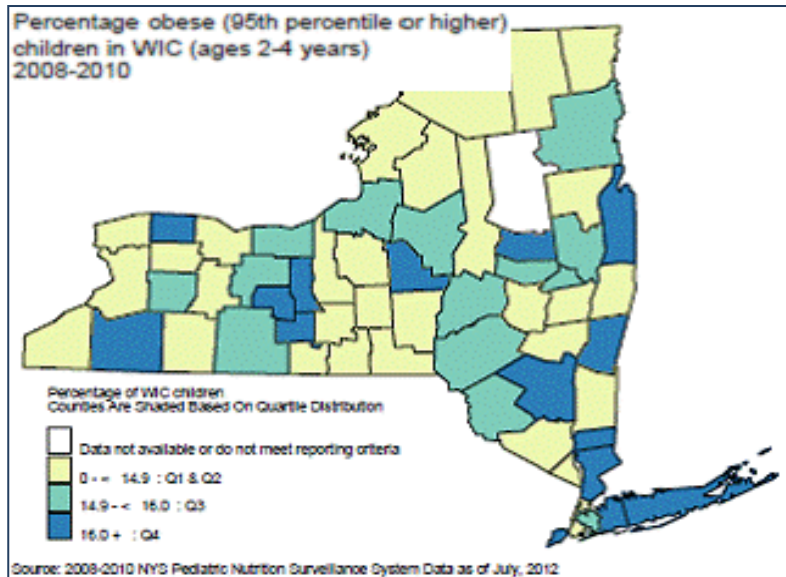 Percentage obese (95th percentile or higher)
children in WIC (ages 2-4 years)
2008-2010
Percentage of WIC children
Counties Are Shaded Based On Quartile Distribution
Data not available or do not meet reporting criteria
0 - < 14.9 : Q1 & Q2
14.9 - < 16.0 : Q3
16.0 + : Q4
Source: 2008-2010 NYS Pediatric Nutrition Surveillance System Data as of July, 2012